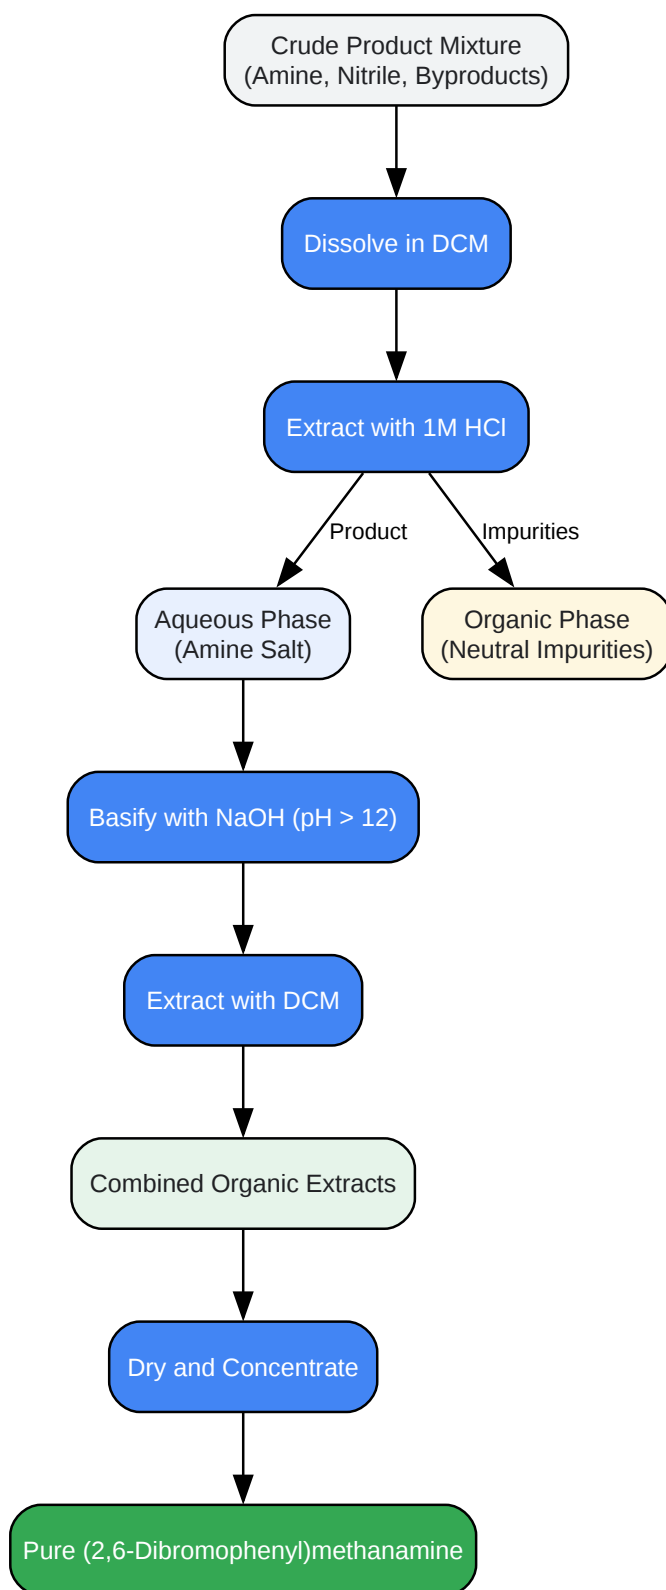 Crude Product Mixture
(Amine, Nitrile, Byproducts)
Dissolve in DCM
Extract with 1M HCl
Product
Impurities
Aqueous Phase
(Amine Salt)
Organic Phase
(Neutral Impurities)
Basify with NaOH (pH > 12)
Extract with DCM
Combined Organic Extracts
Dry and Concentrate
Pure (2,6-Dibromophenyl)methanamine